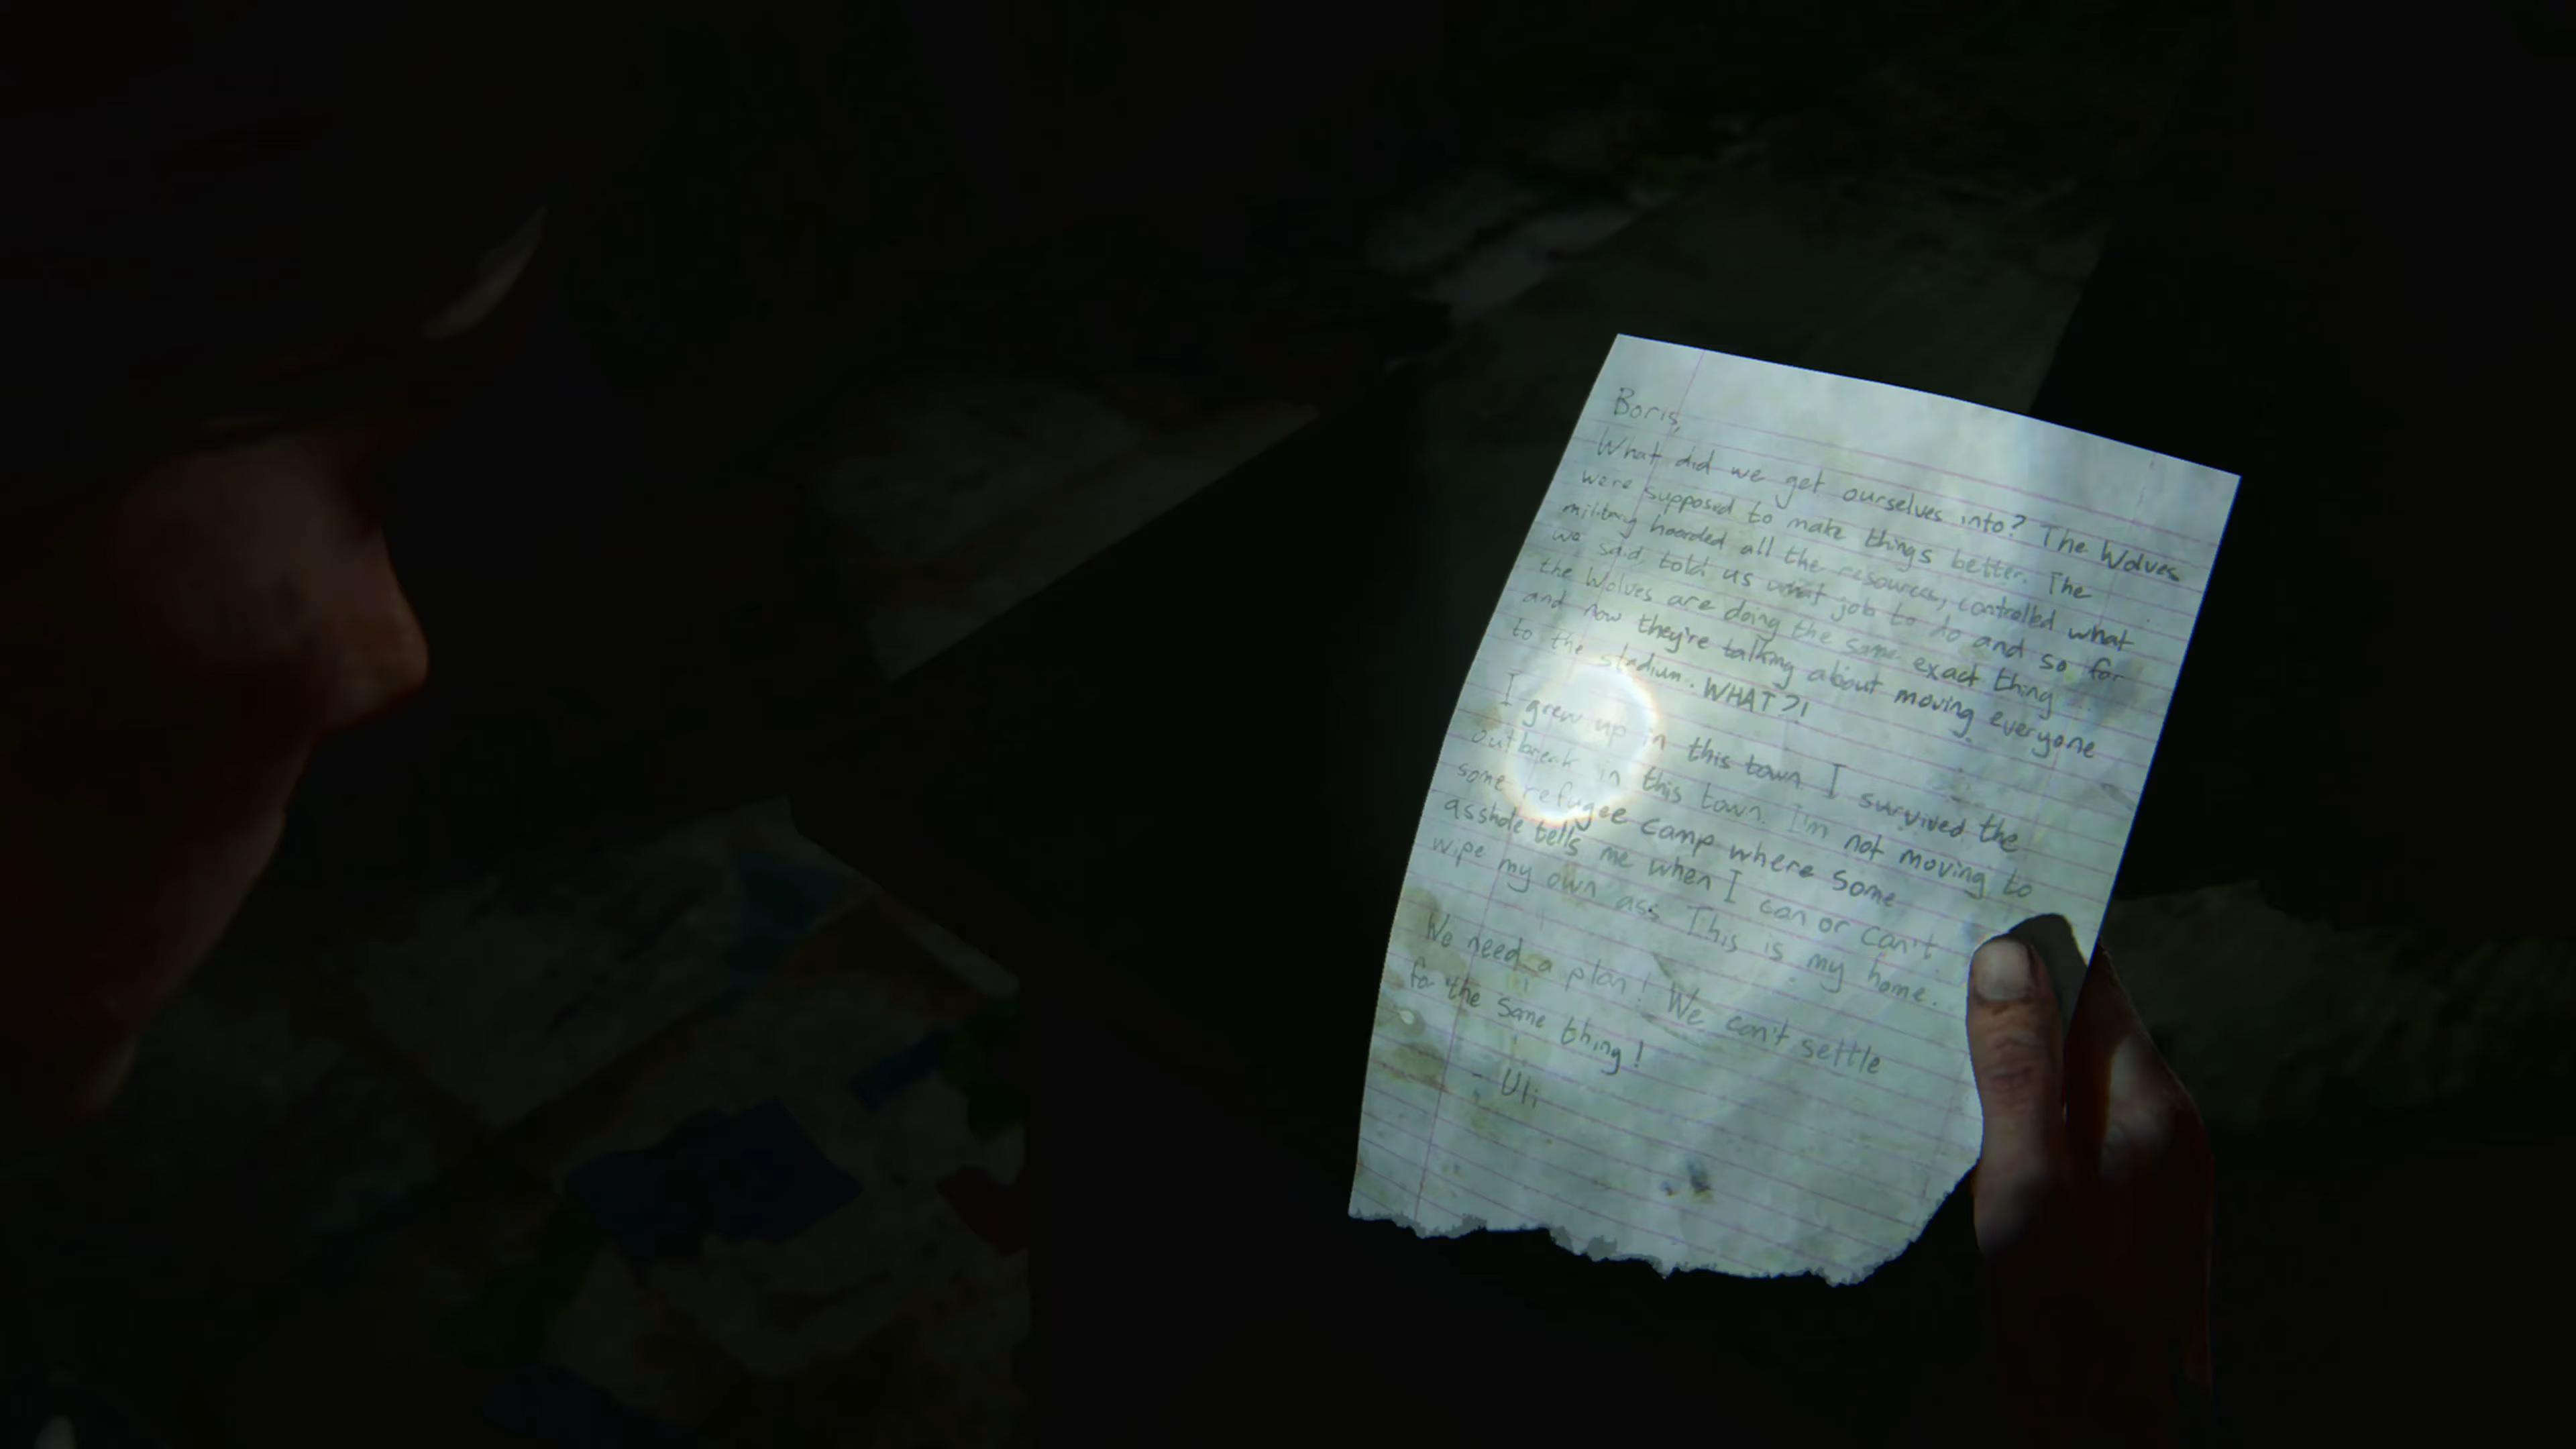 Boris,
What did we get ourselves into? The Wolves
were supposed to make things better. The
military hoarded all the resources, controlled what
we said, told us what job to do and so far
the Wolves are doing the same exact thing
and now they're talking about moving everyone
to the stadium. WHAT?!
I grew up in this town I survived the
outbreak in this town. I'm not moving to
some refugee camp where some
asshole tells me when I can or can't
wipe my own ass. This is my home.
We need a plan! We can't settle
for the same thing!
- Uli